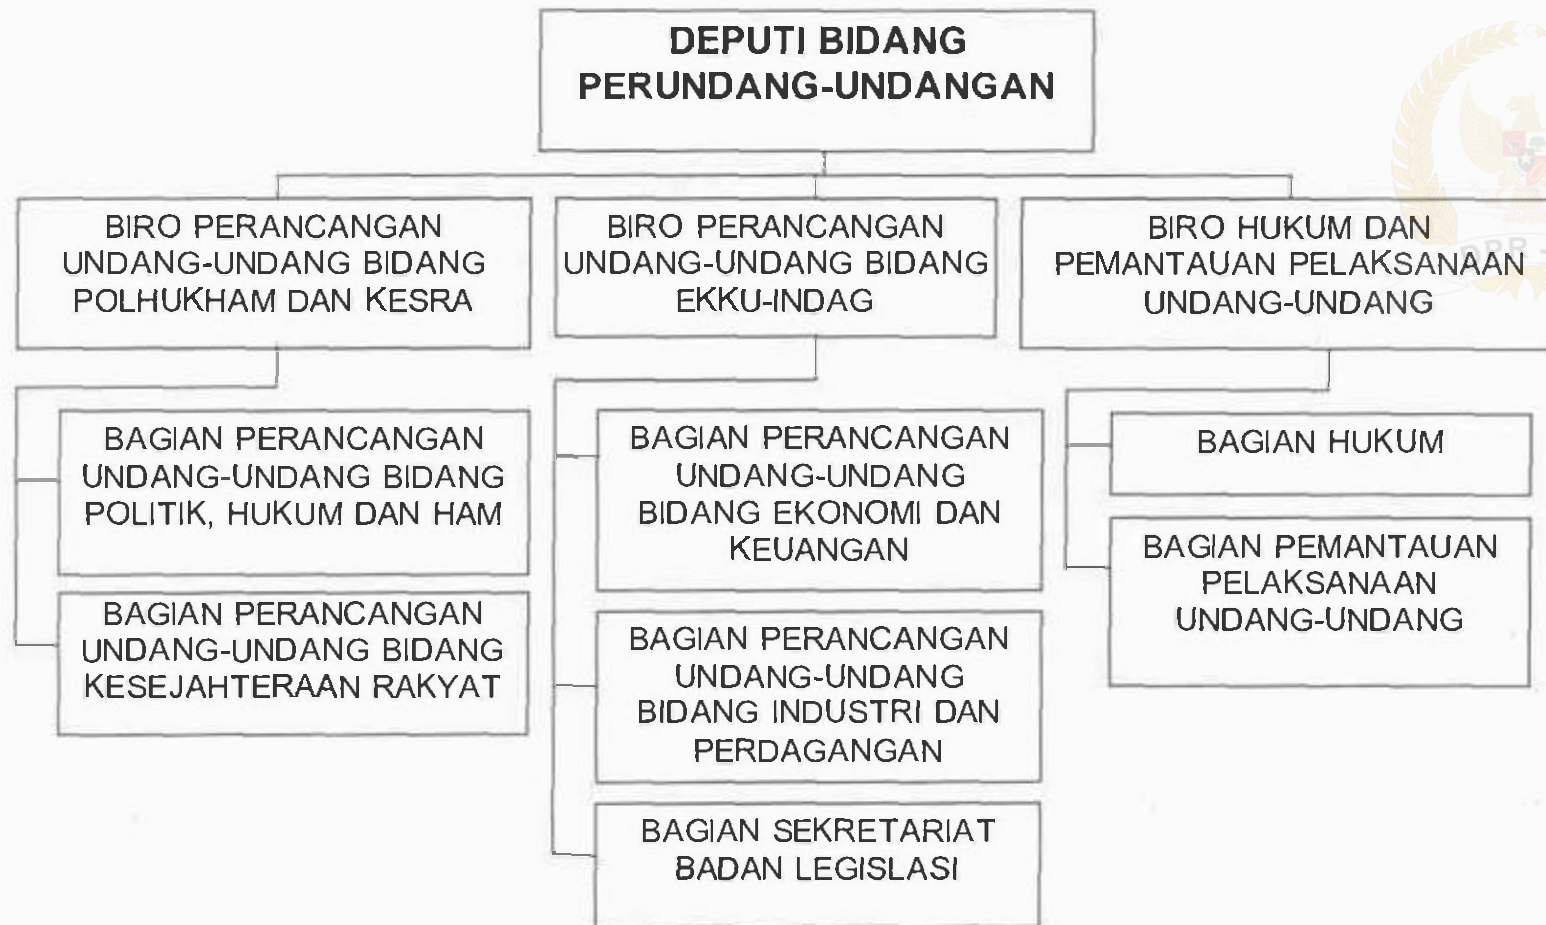 DEPUTI BIDANG
PERUNDANG-UNDANGAN
BIRO PERANCANGAN
UNDANG-UNDANG BIDANG
POLHUKHAM DAN KESRA
BIRO PERANCANGAN
UNDANG-UNDANG BIDANG
EKKU-INDAG
BIRO HUKUM DAN
PEMANTAUAN PELAKSANAAN
UNDANG-UNDANG
DPR -
BAGIAN PERANCANGAN
UNDANG-UNDANG BIDANG
POLITIK, HUKUM DAN HAM
BAGIAN PERANCANGAN
UNDANG-UNDANG BIDANG
KESEJAHTERAAN RAKYAT
BAGIAN PERANCANGAN
UNDANG-UNDANG
BIDANG EKONOMI DAN
KEUANGAN
BAGIAN PERANCANGAN
UNDANG-UNDANG
BIDANG INDUSTRI DAN
PERDAGANGAN
BAGIAN SEKRETARIAT
BADAN LEGISLASI
BAGIAN HUKUM
BAGIAN PEMANTAUAN
PELAKSANAAN
UNDANG-UNDANG